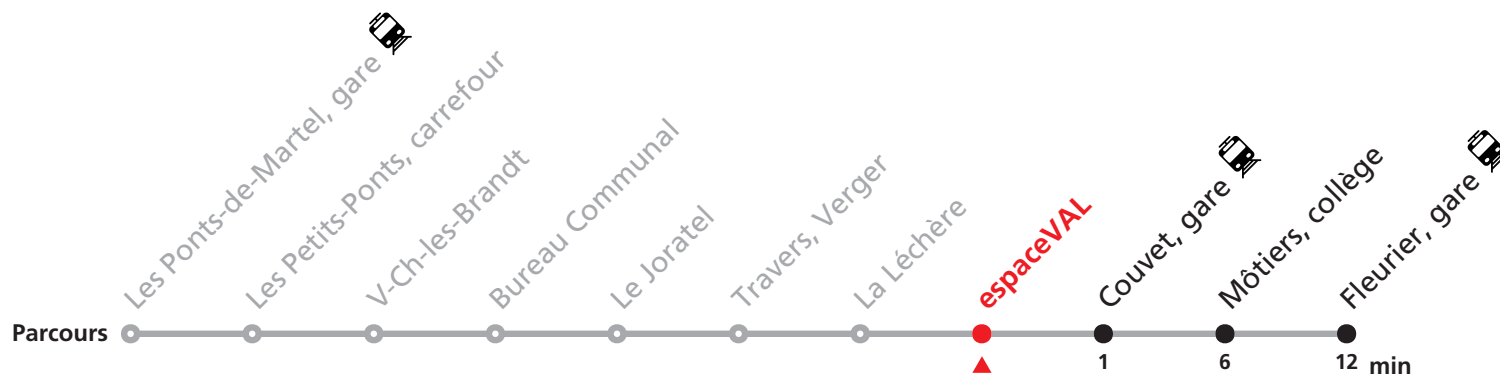 Les Ponts-de-Martel, gare
Les Petits-Ponts, carrefour
V-Ch-les-Brandt
Bureau Communal
Le Joratel
Travers, Verger
La Léchère
espaceVAL
Couvet, gare
Môtiers, collège
Fleurier, gare
Parcours
1 6 12 min